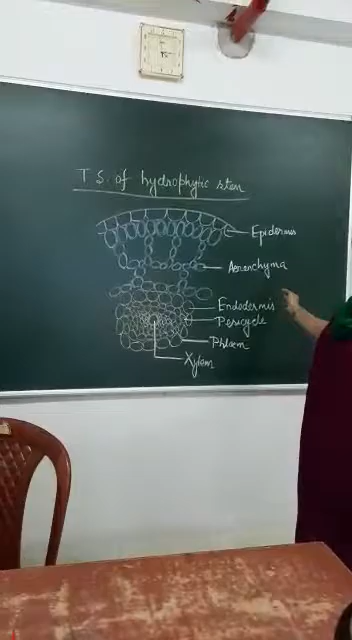 T.S. of hydrophytic stem
Epidermis
Aerenchyma
Endodermis
Pericycle
Phloem
Xylem